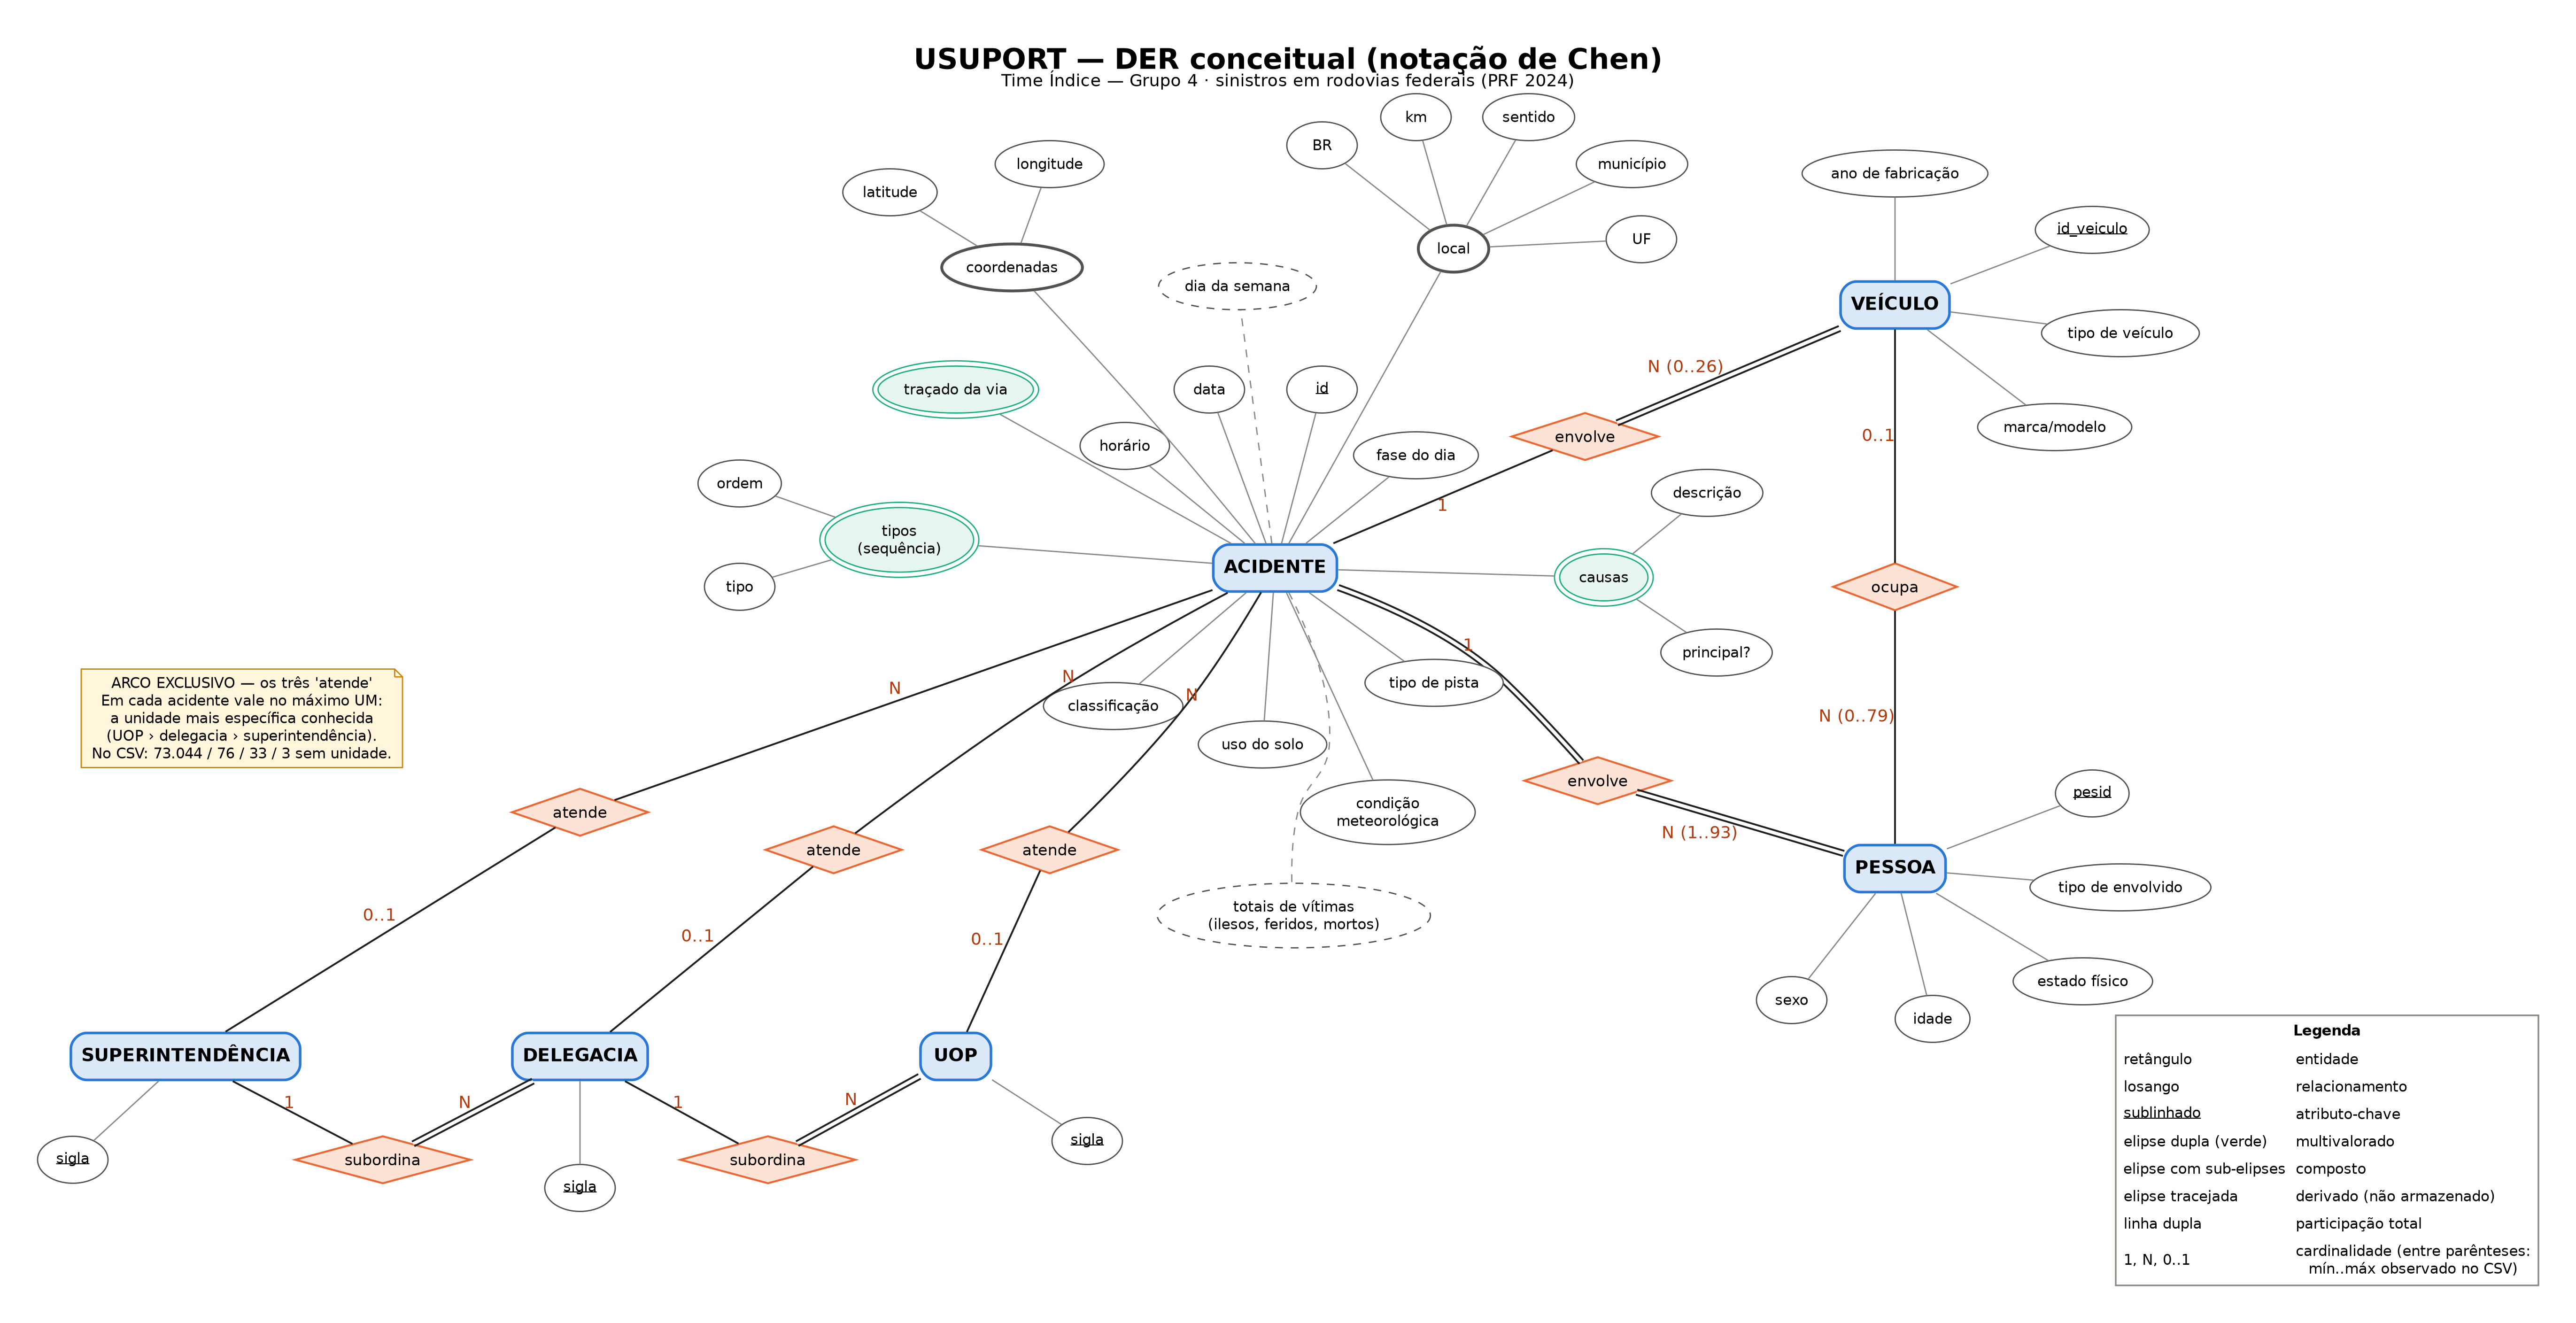 USUPORT — DER conceitual (notação de Chen)
Time Índice — Grupo 4 · sinistros em rodovias federais (PRF 2024)
km
sentido
BR
longitude
município
latitude
ano de fabricação
id_veiculo
UF
local
coordenadas
dia da semana
VEÍCULO
tipo de veículo
N (0..26)
traçado da via
data
id
marca/modelo
envolve
0..1
horário
fase do dia
ordem
descrição
1
tipos
(sequência)
ACIDENTE
causas
tipo
ocupa
1
principal?
N
N
N
tipo de pista
classificação
N (0..79)
ARCO EXCLUSIVO — os três 'atende'
Em cada acidente vale no máximo UM:
a unidade mais específica conhecida
(UOP › delegacia › superintendência).
No CSV: 73.044 / 76 / 33 / 3 sem unidade.
uso do solo
envolve
pesid
condição
meteorológica
atende
N (1..93)
atende
atende
PESSOA
tipo de envolvido
totais de vítimas
(ilesos, feridos, mortos)
0..1
0..1
0..1
estado físico
sexo
idade
SUPERINTENDÊNCIA
DELEGACIA
UOP
1
N
1
N
sigla
subordina
sigla
subordina
sigla
Legenda
retângulo entidade
losango relacionamento
sublinhado atributo-chave
elipse dupla (verde) multivalorado
elipse com sub-elipses composto
elipse tracejada derivado (não armazenado)
linha dupla participação total
1, N, 0..1 cardinalidade (entre parênteses:
mín..máx observado no CSV)